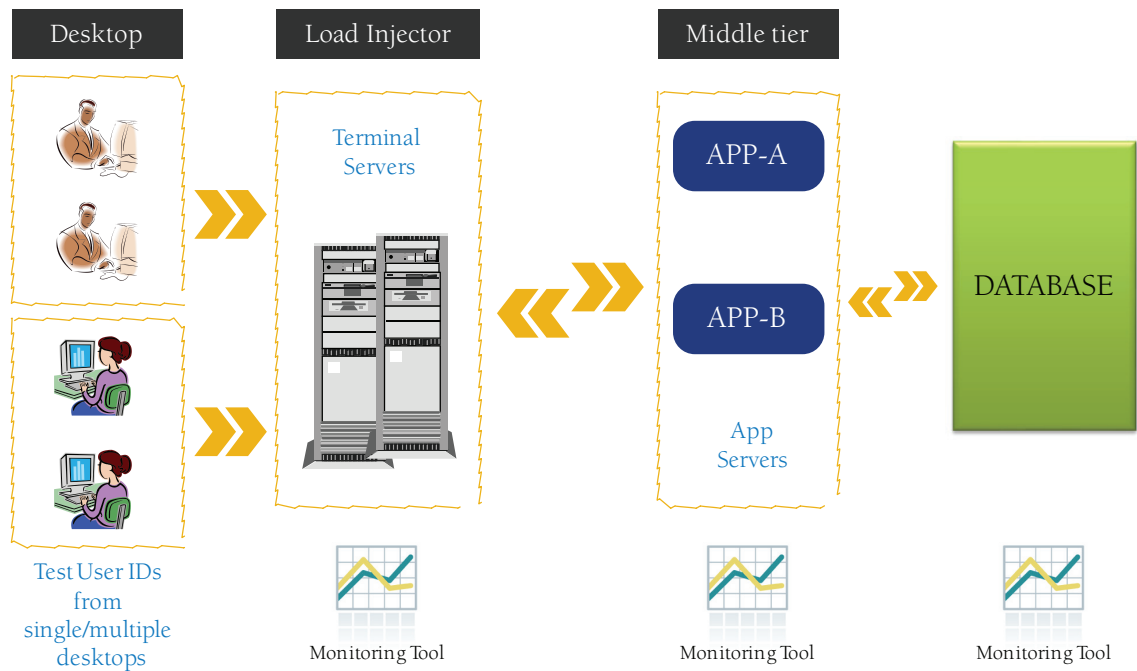 Desktop
Load Injector
Middle tier
Terminal
Servers
APP-A
APP-B
App
Servers
DATABASE
Test User IDs
from
single/multiple
desktops
Monitoring Tool
Monitoring Tool
Monitoring Tool